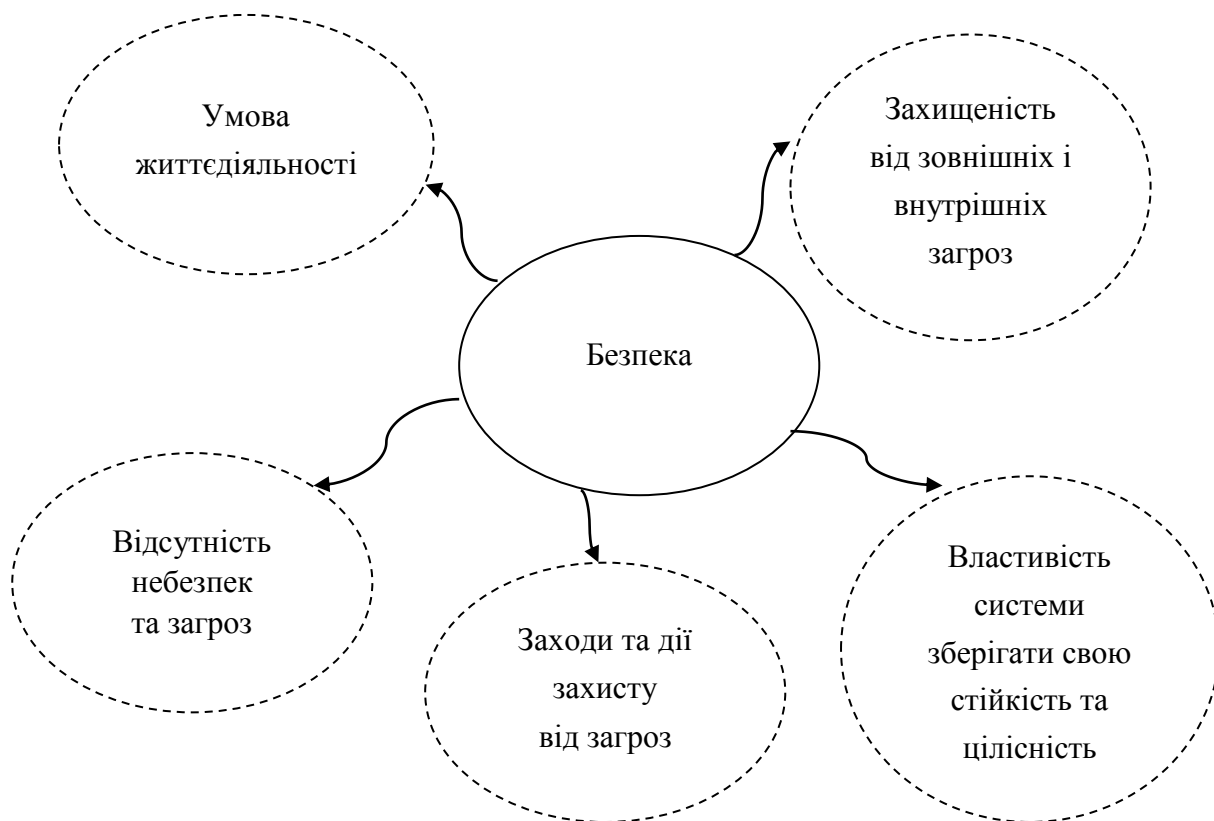 Умова
життєдіяльності
Захищеність
від зовнішніх і
внутрішніх
загроз
Безпека
Відсутність
небезпек
та загроз
Заходи та дії
захисту
від загроз
Властивість
системи
зберігати свою
стійкість та
цілісність